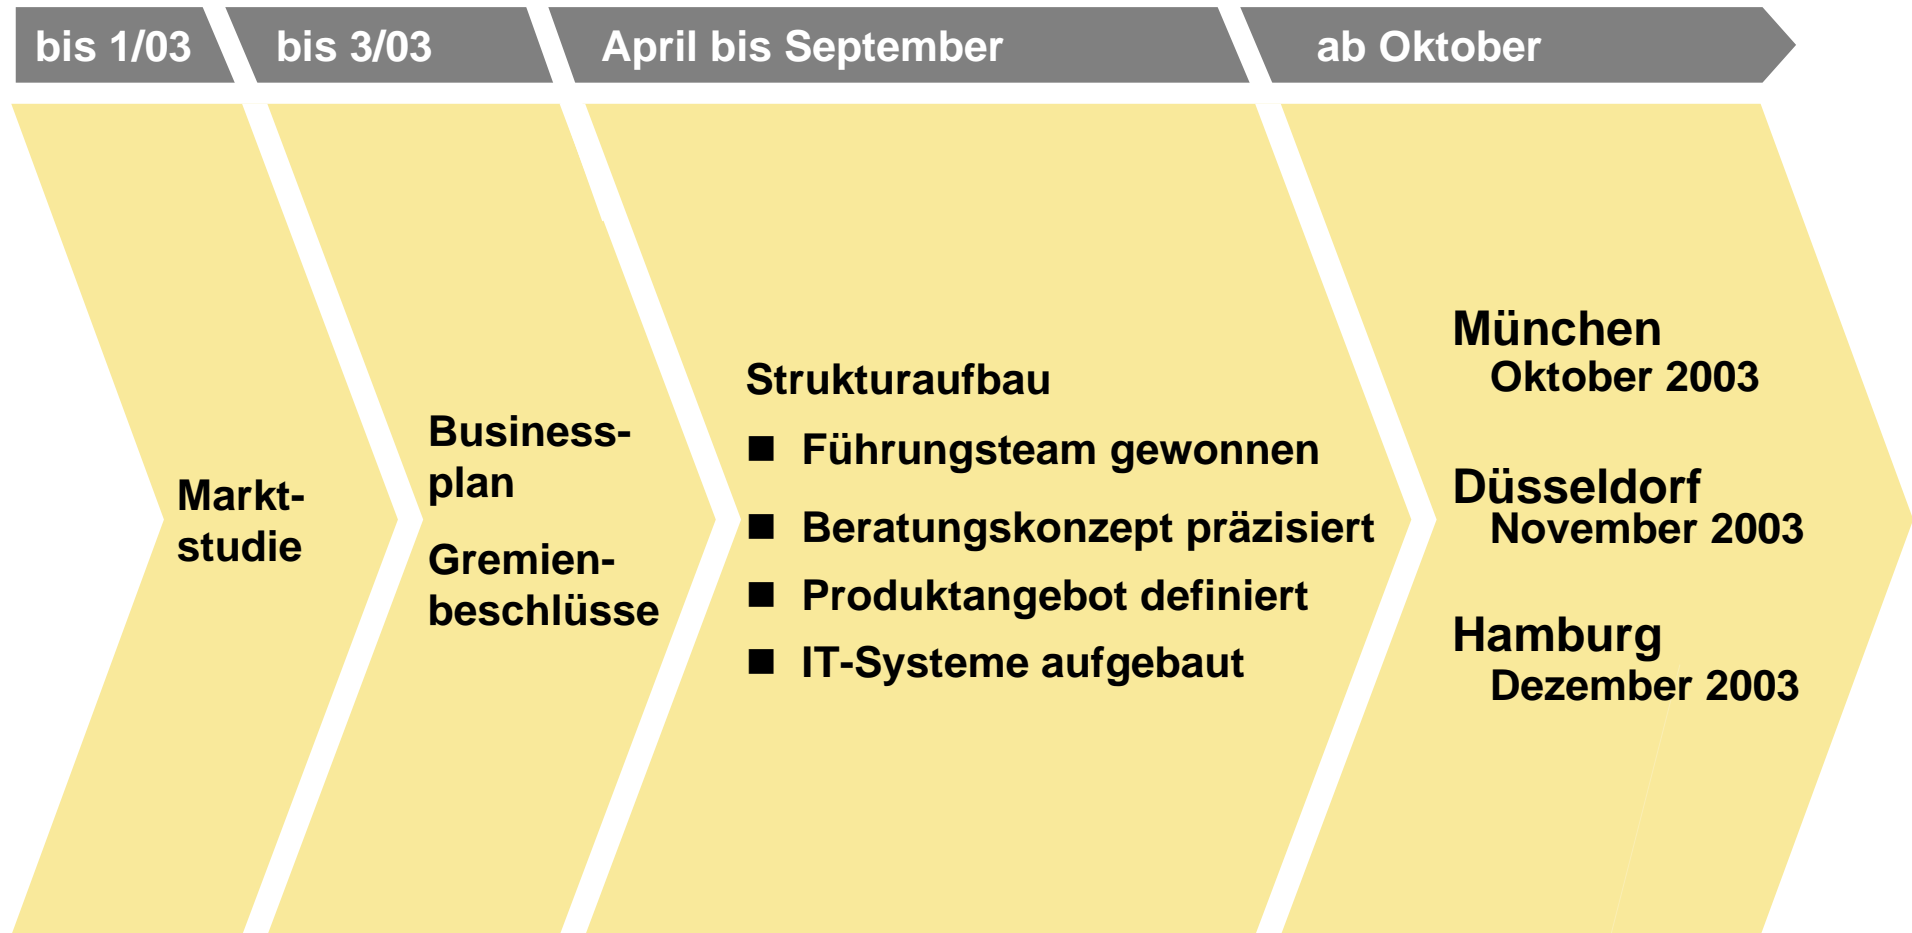 bis 1/03
bis 3/03
April bis September
ab Oktober
Markt-
studie
Business-
plan
Gremien-
beschlüsse
Strukturaufbau
■ Führungsteam gewonnen
■ Beratungskonzept präzisiert
■ Produktangebot definiert
■ IT-Systeme aufgebaut
München
Oktober 2003
Düsseldorf
November 2003
Hamburg
Dezember 2003